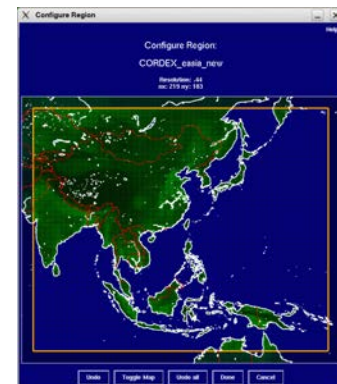 Configure Region
Help
Configure Region:
CORDEX_easia_new
Resolution: .44
nx: 219 ny: 183
Undo Toggle Map Undo all Done Cancel